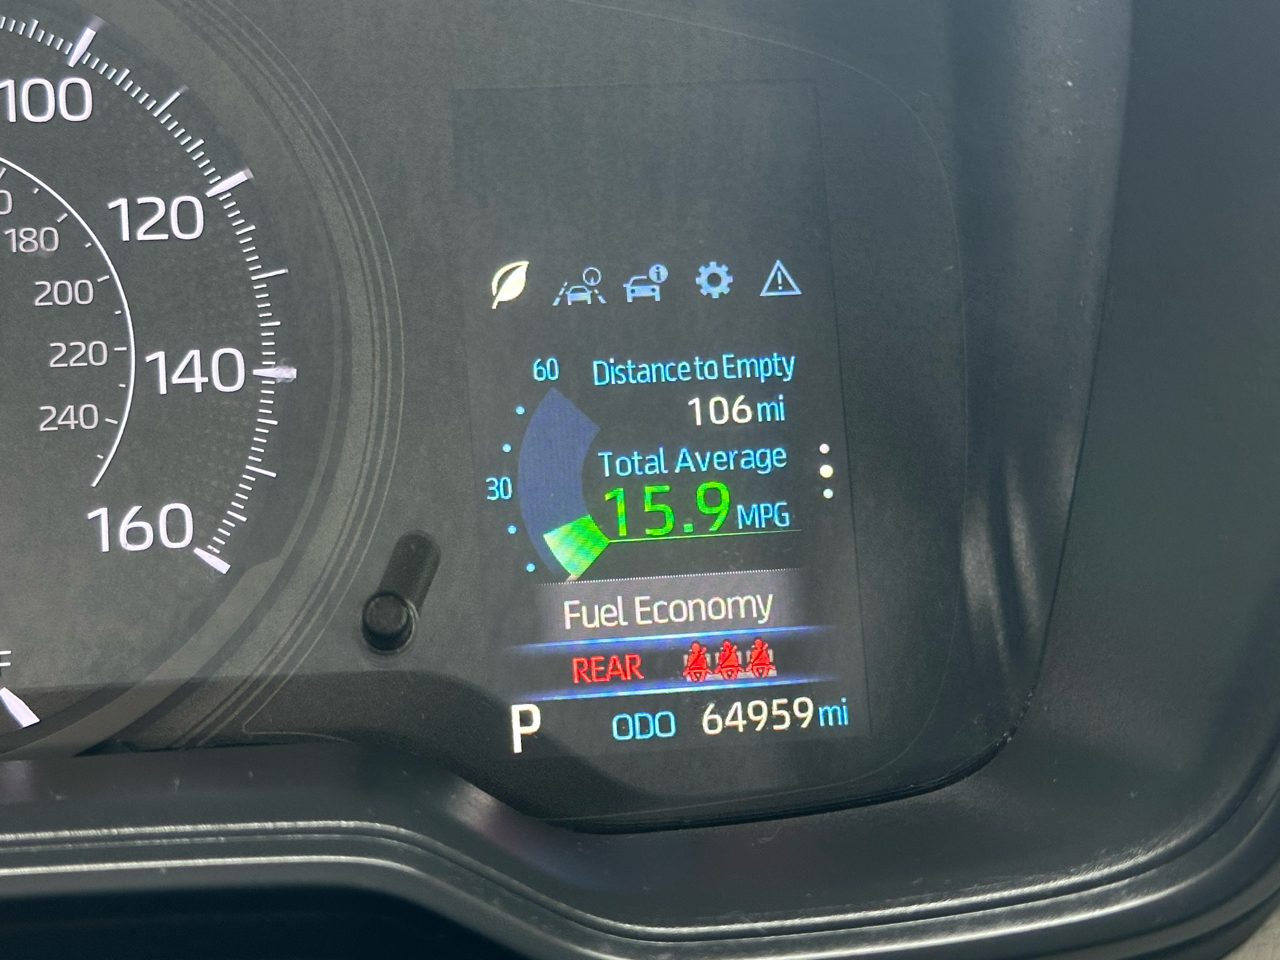 100
120
140
160
180
200
220
240
60
Distance to Empty
106 mi
Total Average
30
15.9 MPG
Fuel Economy
REAR
P ODO 64959 mi
F